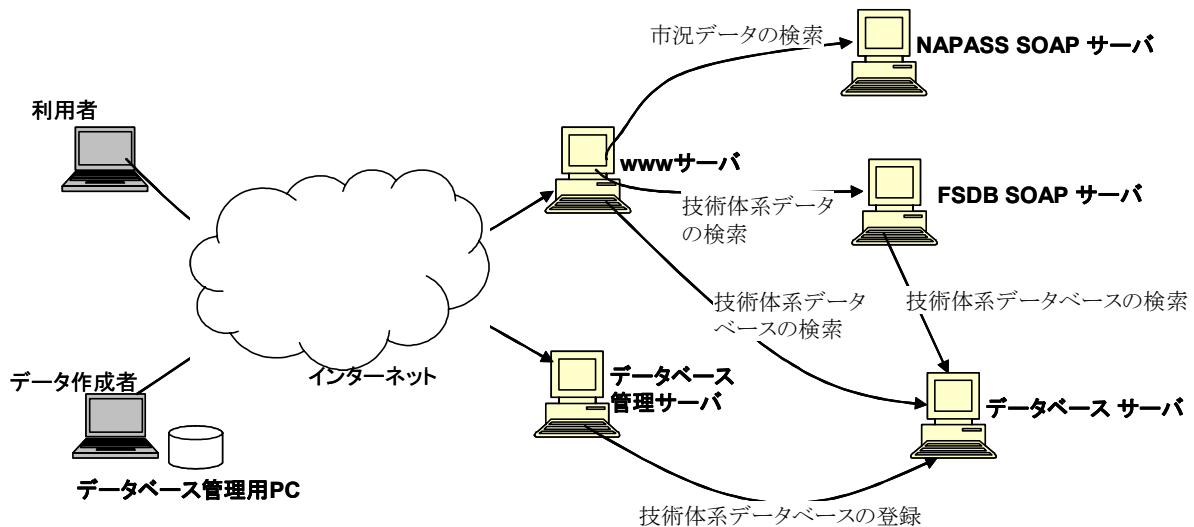 市況データの検索
NAPASS SOAP サーバ
利用者
wwwサーバ
技術体系データ
の検索
FSDB SOAP サーバ
技術体系データ
ベースの検索
技術体系データベースの検索
インターネット
データ作成者
データベース
管理サーバ
データベース サーバ
データベース管理用PC
技術体系データベースの登録